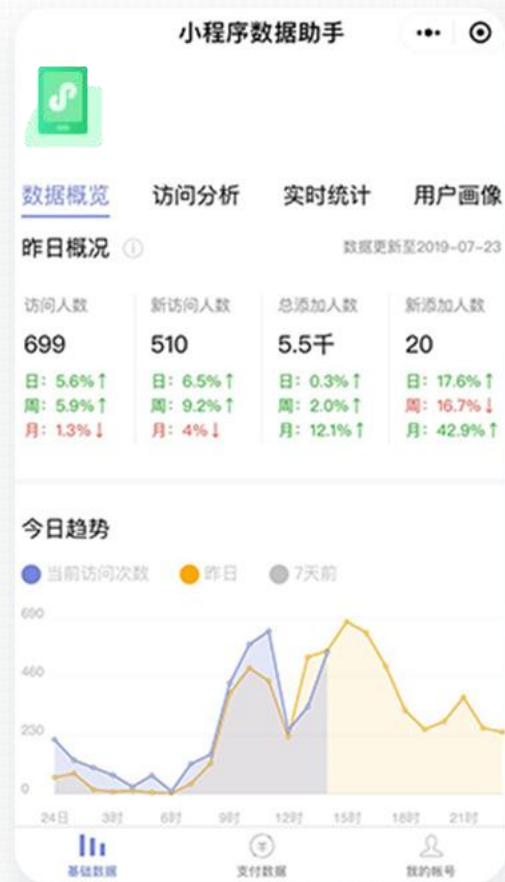 小程序数据助手
数据概览 访问分析 实时统计 用户画像
昨日概况 数据更新至2019-07-23
访问人数 新访问人数 总添加人数 新添加人数
699 510 5.5千 20
日: 5.6%↑ 日: 6.5%↑ 日: 0.3%↑ 日: 17.6%↑
周: 5.9%↑ 周: 9.2%↑ 周: 2.0%↑ 周: 16.7%↓
月: 1.3%↓ 月: 4%↓ 月: 12.1%↑ 月: 42.9%↑
今日趋势
当前访问次数 昨日 7天前
690
460
230
0
24日 3时 6时 9时 12时 15时 18时 21时
基础数据 支付数据 我的帐号